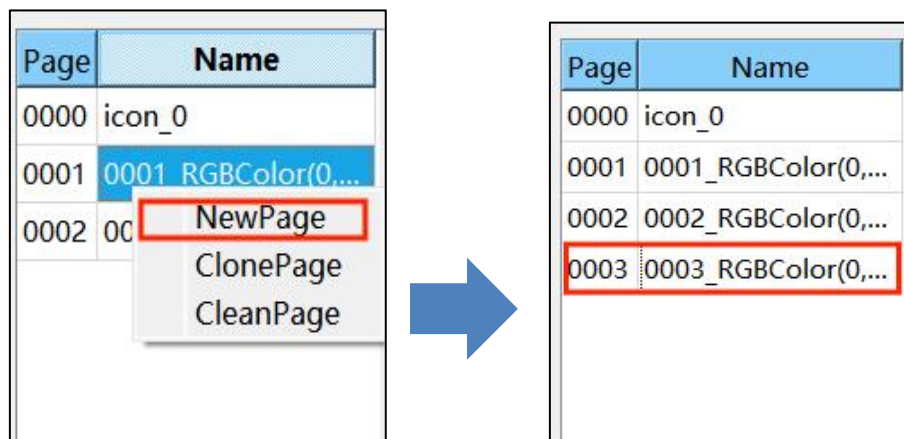 Page Name
0000 icon_0
0001 0001_RGBColor(0,...
0002 00
NewPage
ClonePage
CleanPage
Page Name
0000 icon_0
0001 0001_RGBColor(0,...
0002 0002_RGBColor(0,...
0003 0003_RGBColor(0,...